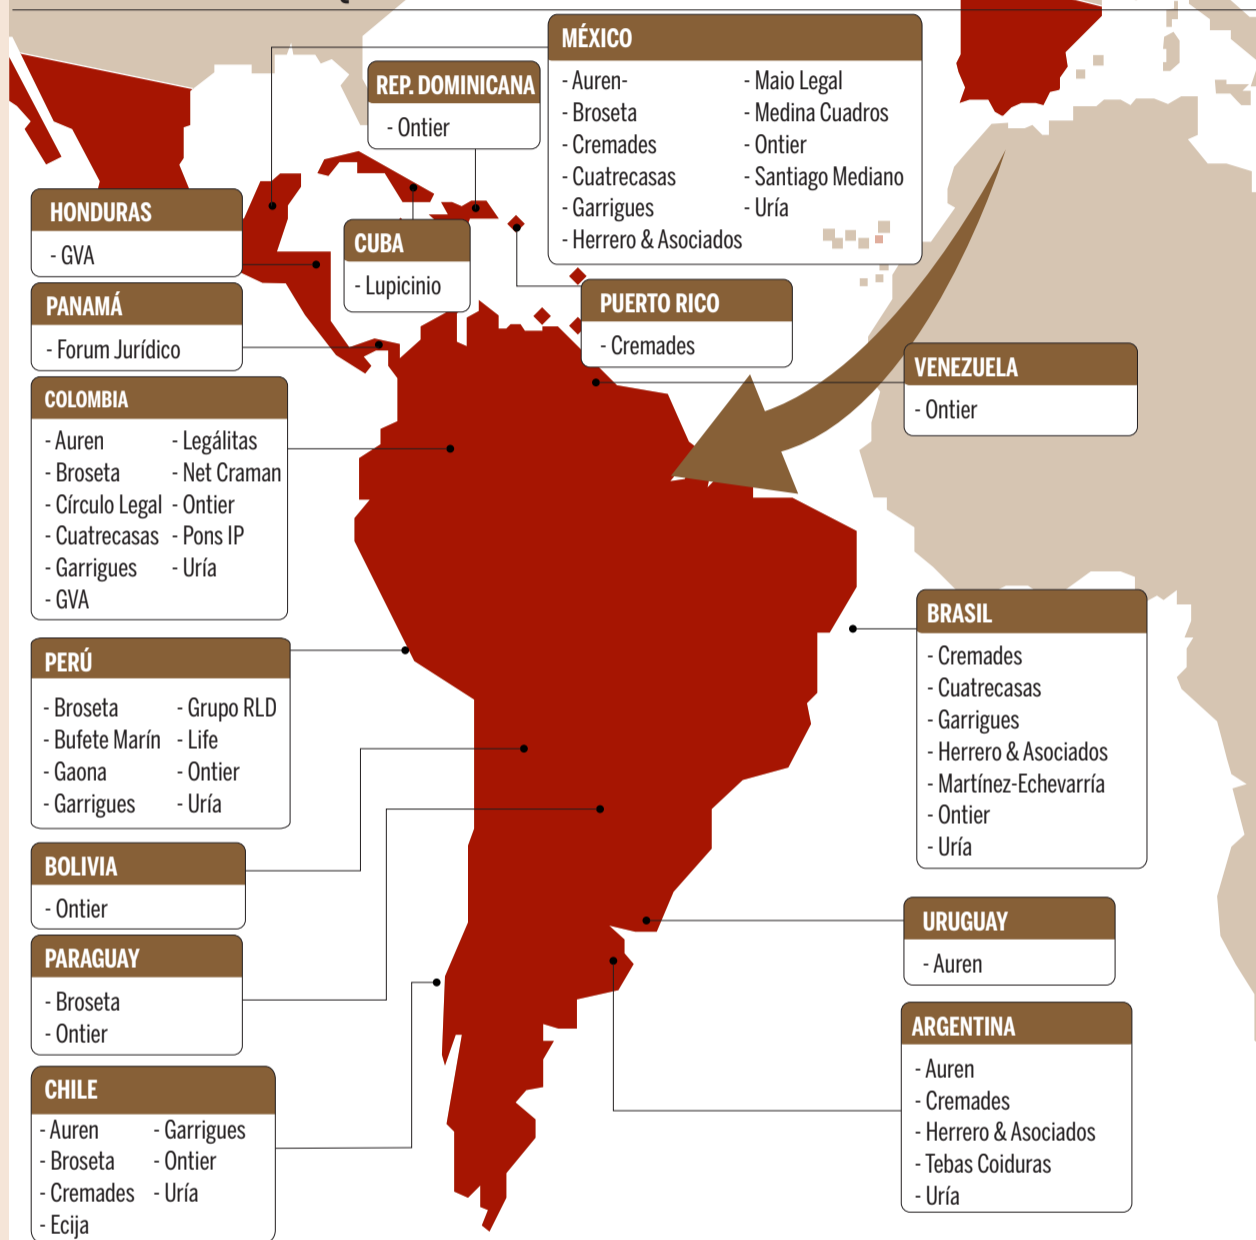 MÉXICO
- Auren-
- Broseta
- Cremades
- Cuatrecasas
- Garrigues
- Herrero & Asociados
- Maio Legal
- Medina Cuadros
- Ontier
- Santiago Mediano
- Uría
REP. DOMINICANA
- Ontier
HONDURAS
- GVA
CUBA
- Lupicinio
PANAMÁ
- Forum Jurídico
PUERTO RICO
- Cremades
VENEZUELA
- Ontier
COLOMBIA
- Auren
- Broseta
- Círculo Legal
- Cuatrecasas
- Garrigues
- GVA
- Legálitas
- Net Craman
- Ontier
- Pons IP
- Uría
PERÚ
- Broseta
- Bufete Marín
- Gaona
- Garrigues
- Grupo RLD
- Life
- Ontier
- Uría
BRASIL
- Cremades
- Cuatrecasas
- Garrigues
- Herrero & Asociados
- Martínez-Echevarría
- Ontier
- Uría
BOLIVIA
- Ontier
PARAGUAY
- Broseta
- Ontier
URUGUAY
- Auren
CHILE
- Auren
- Broseta
- Cremades
- Ecija
- Garrigues
- Ontier
- Uría
ARGENTINA
- Auren
- Cremades
- Herrero & Asociados
- Tebas Coiduras
- Uría